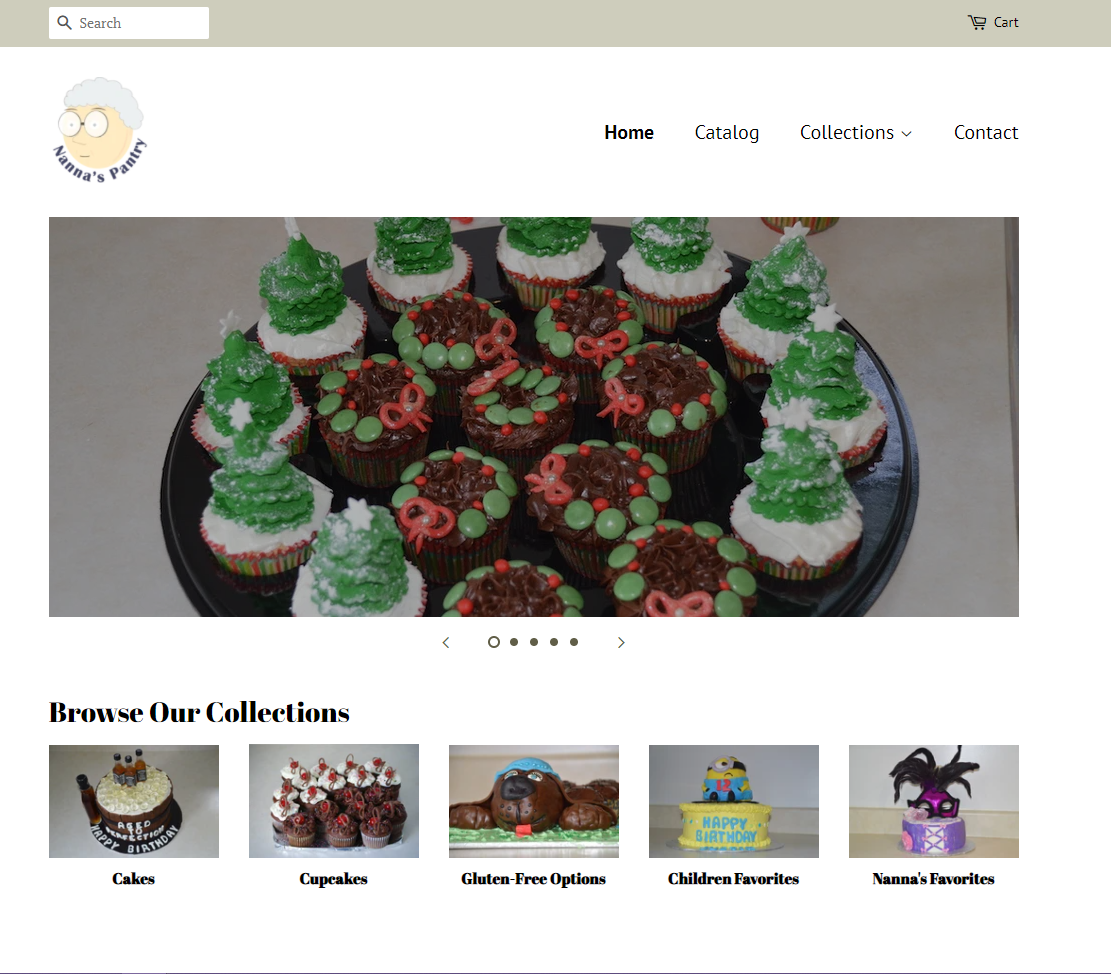 Search
Cart
Nanna's Pantry
Home Catalog Collections Contact
Browse Our Collections
AGED
TO
PERFECTION
HAPPY BIRTHDAY
HAPPY
BIRTHDAY
Cakes
Cupcakes
Gluten-Free Options
Children Favorites
Nanna's Favorites